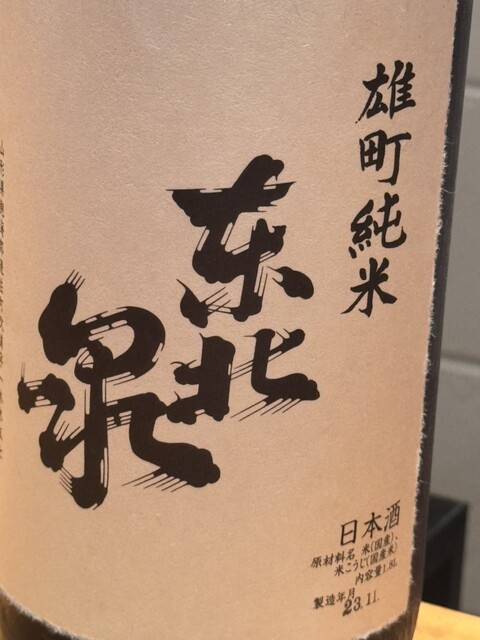 雄町純米
东北
泉
日本酒
原材料名 米(国産)、
米こうじ(国産米)
内容量1.8L
製造年月
23.11.